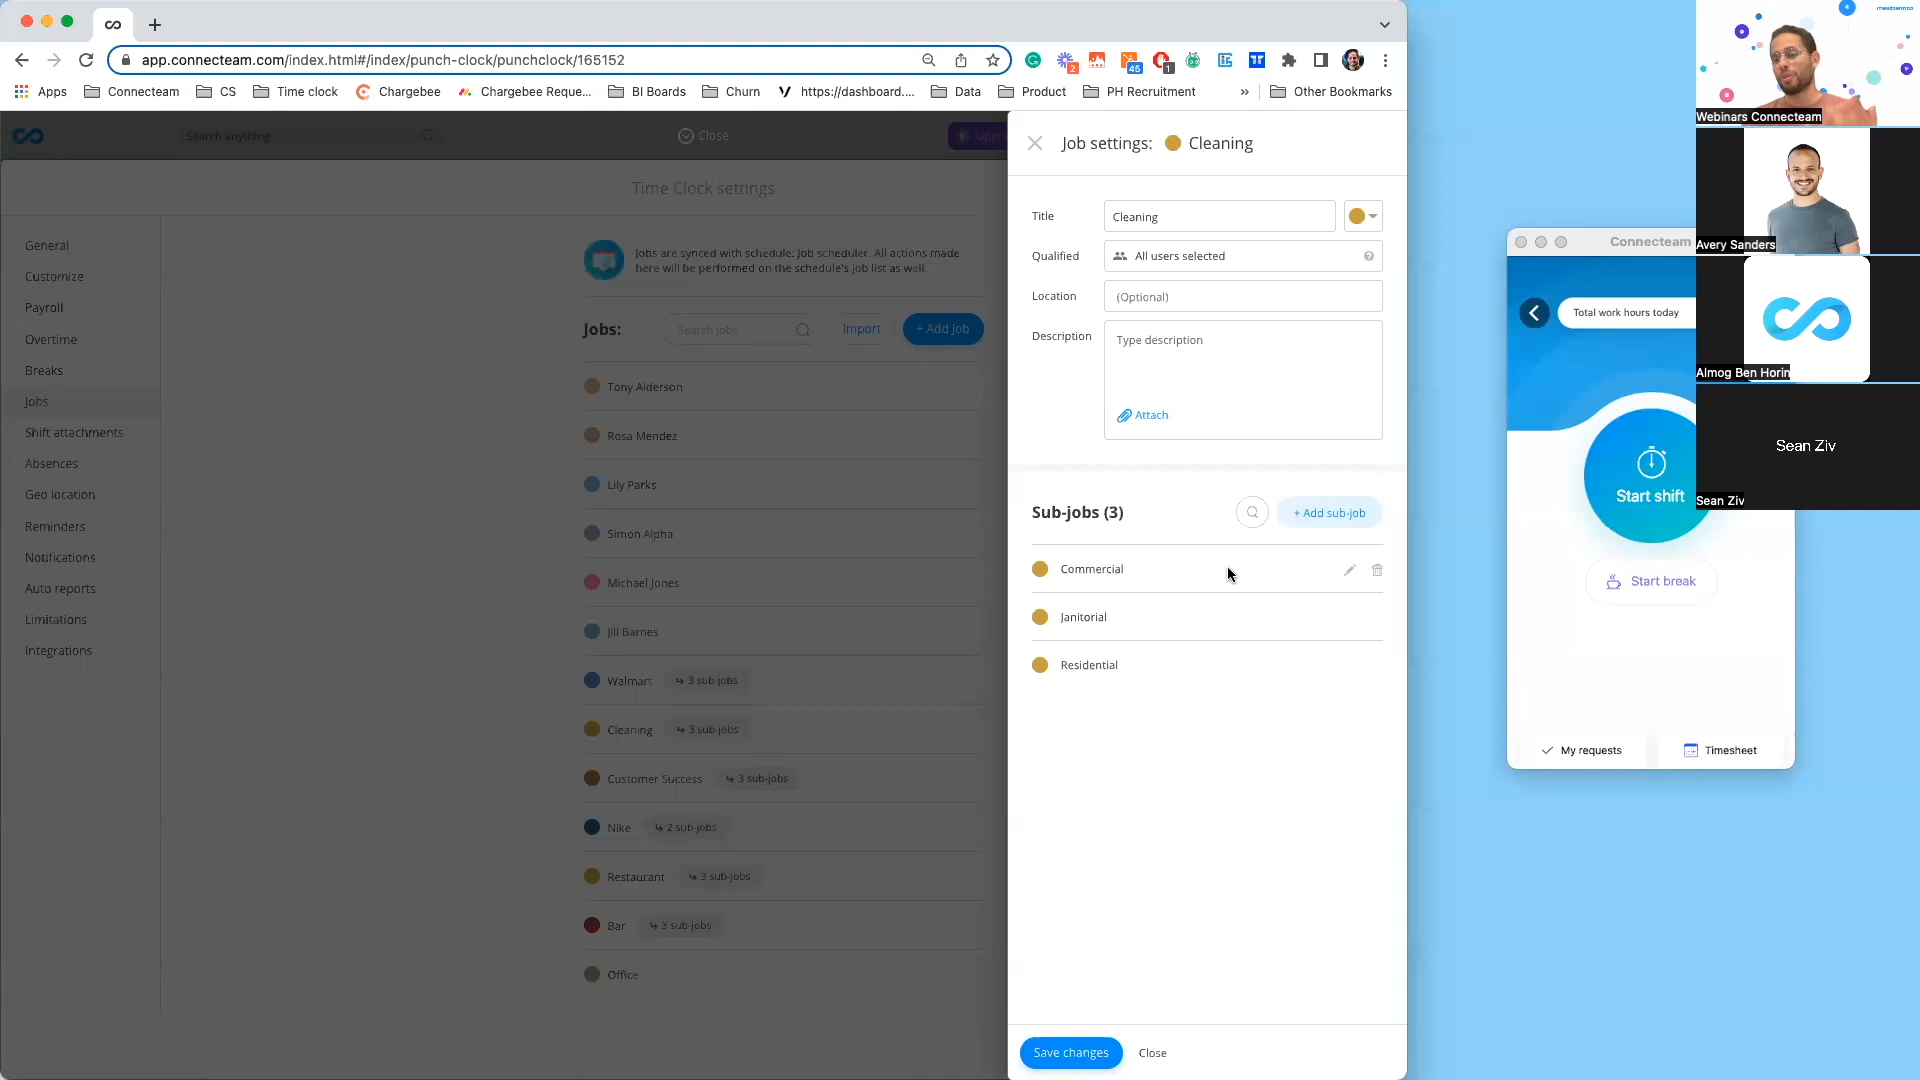 app.connecteam.com/index.html#/index/punch-clock/punchclock/165152
2
45
1
Apps
Connecteam
CS
Time clock
Chargebee
Chargebee Reque...
BI Boards
Churn
https://dashboard....
Data
Product
PH Recruitment
»
Other Bookmarks
Search anything
Close
Time Clock settings
General
Customize
Payroll
Overtime
Breaks
Jobs
Shift attachments
Absences
Geo location
Reminders
Notifications
Auto reports
Limitations
Integrations
Jobs are synced with schedule: Job scheduler. All actions made
here will be performed on the schedule's job list as well.
Jobs:
Search jobs
Import
+ Add Job
Tony Alderson
Rosa Mendez
Lily Parks
Simon Alpha
Michael Jones
Jill Barnes
Walmart
3 sub-jobs
Cleaning
3 sub-jobs
Customer Success
3 sub-jobs
Nike
2 sub-jobs
Restaurant
3 sub-jobs
Bar
3 sub-jobs
Office
Job settings: Cleaning
Title
Cleaning
Qualified
All users selected
Location
(Optional)
Description
Type description
Attach
Sub-jobs (3)
+ Add sub-job
Commercial
Janitorial
Residential
Save changes
Close
Connecteam
Total work hours today
Start shift
Start break
My requests
Timesheet
Webinars Connecteam
Avery Sanders
Almog Ben Horin
Sean Ziv
Sean Ziv